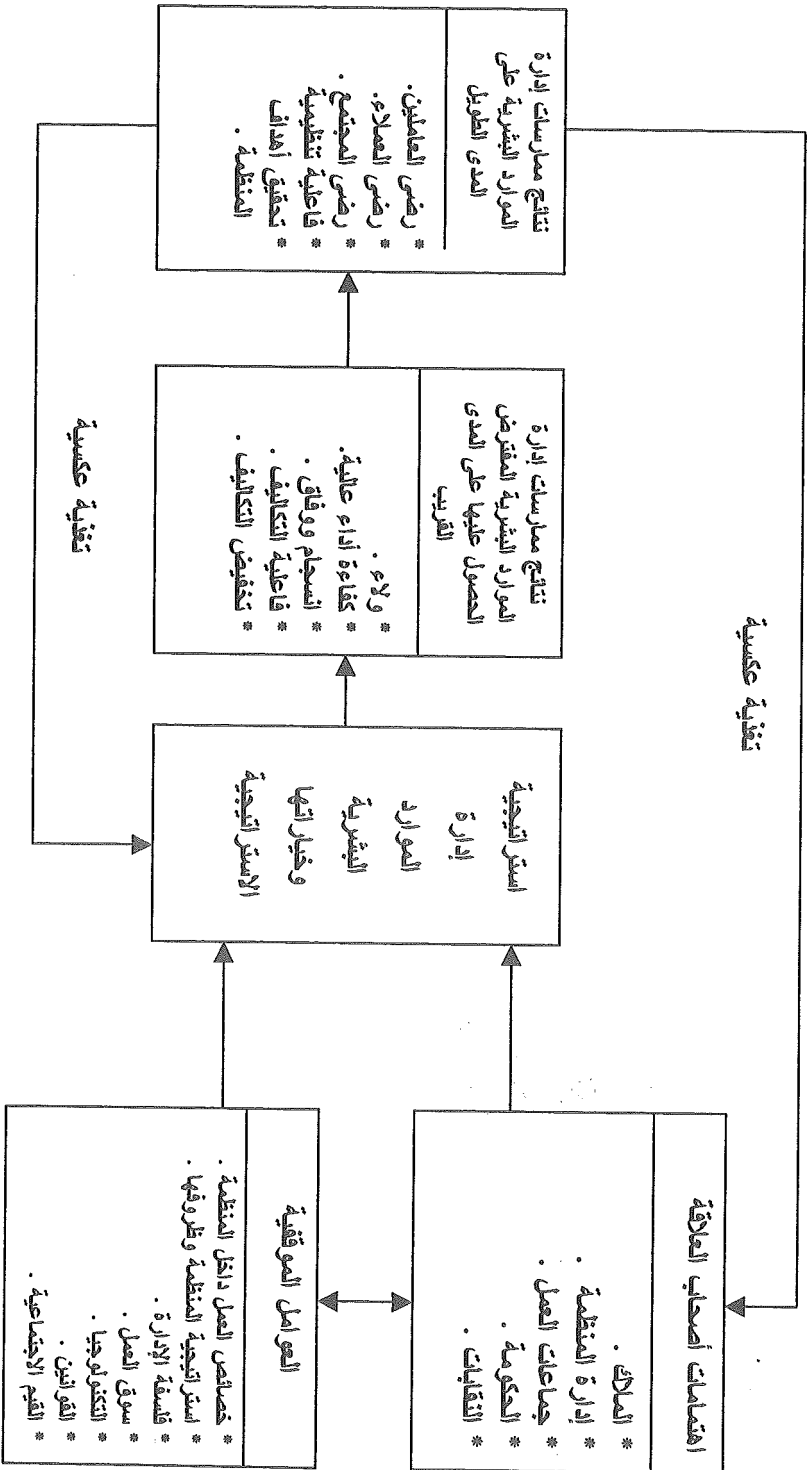 اهتمامات أصحاب العلاقة
* الملاك .
* إدارة المنظمة .
* جماعات العمل .
* الحكومة .
* النقابات .
العوامل الموقفية
* خصائص العمل داخل المنظمة .
* استراتيجية المنظمة وظروفها .
* فلسفة الإدارة .
* سوق العمل .
* التكنولوجيا .
* القوانين .
* القيم الاجتماعية .
استراتيجية
إدارة
الموارد
البشرية
وخياراتها
الاستراتيجية
نتائج ممارسات إدارة
الموارد البشرية المفترض
الحصول عليها على المدى
القريب
* ولاء .
* كفاءة أداء عالية.
* انسجام ووفاق .
* فاعلية التكاليف .
* تخفيض التكاليف .
نتائج ممارسات إدارة
الموارد البشرية على
المدى الطويل
* رضى العاملين.
* رضى العملاء.
* رضى المجتمع .
* فاعلية تنظيمية
* تحقيق أهداف
المنظمة .
تغذية عكسية
تغذية عكسية